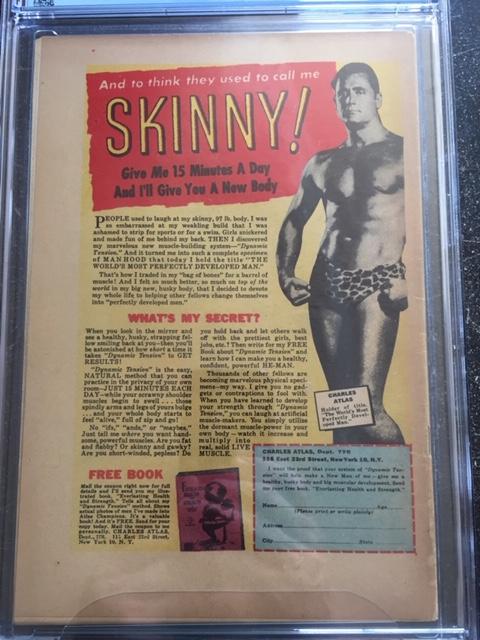 And to think they used to call me
SKINNY!
Give Me 15 Minutes A Day
And I'll Give You A New Body
PEOPLE used to laugh at my skinny, 97 lb. body. I was
so embarrassed at my weakling build that I was
ashamed to strip for sports or for a swim. Girls snickered
and made fun of me behind my back. THEN I discovered
my marvelous new muscle-building system—"Dynamic
Tension." And it turned me into such a complete specimen
of MANHOOD that today I hold the title "THE
WORLD'S MOST PERFECTLY DEVELOPED MAN."
That's how I traded in my "bag of bones" for a barrel of
muscle! And I felt so much better, so much on top of the
world in my big new, husky body, that I decided to devote
my whole life to helping other fellows change themselves
into "perfectly developed men."
WHAT'S MY SECRET?
When you look in the mirror and
see a healthy, husky, strapping fel-
low smiling back at you—then you'll
be astonished at how short a time it
takes "Dynamic Tension" to GET
RESULTS!
"Dynamic Tension" is the easy,
NATURAL method that you can
practice in the privacy of your own
room—JUST 15 MINUTES EACH
DAY—while your scrawny shoulder
muscles begin to swell . . . those
spindly arms and legs of yours bulge
. . . and your whole body starts to
feel "alive," full of zip and go!
No "ifs," "ands," or "maybes."
Just tell me where you want hand-
some, powerful muscles. Are you fat
and flabby? Or skinny and gawky?
Are you short-winded, pepless? Do
you hold back and let others walk
off with the prettiest girls, best
jobs, etc.? Then write for my FREE
Book about "Dynamic Tension" and
learn how I can make you a healthy,
confident, powerful HE-MAN.
Thousands of other fellows are
becoming marvelous physical speci-
mens—my way. I give you no gad-
gets or contraptions to fool with.
When you have learned to develop
your strength through "Dynamic
Tension," you can laugh at artificial
muscle-makers. You simply utilize
the dormant muscle-power in your
own body—watch it increase and
multiply into
real, solid LIVE
MUSCLE.
CHARLES
ATLAS
Holder of title,
"The World's Most
Perfectly Devel-
oped Man."
FREE BOOK
Mail the coupon right now for full
details and I'll send you my illus-
trated book, "Everlasting Health
and Strength." Tells all about my
"Dynamic Tension" method. Shows
actual photos of men I've made into
Atlas Champions. It's a valuable
book! And it's FREE. Send for your
copy today. Mail the coupon to me
personally. CHARLES ATLAS,
115 East 23rd Street,
New York 10, N. Y.
CHARLES ATLAS, Dept.
115 East 23rd Street, New York 10, N.Y.
I want the proof that your system of "Dynamic Ten-
sion" will help make a New Man of me—give me a
healthy, husky body and big muscular development. Send
me your free book, "Everlasting Health and Strength."
Name Age
(Please print or write plainly)
Address
City State